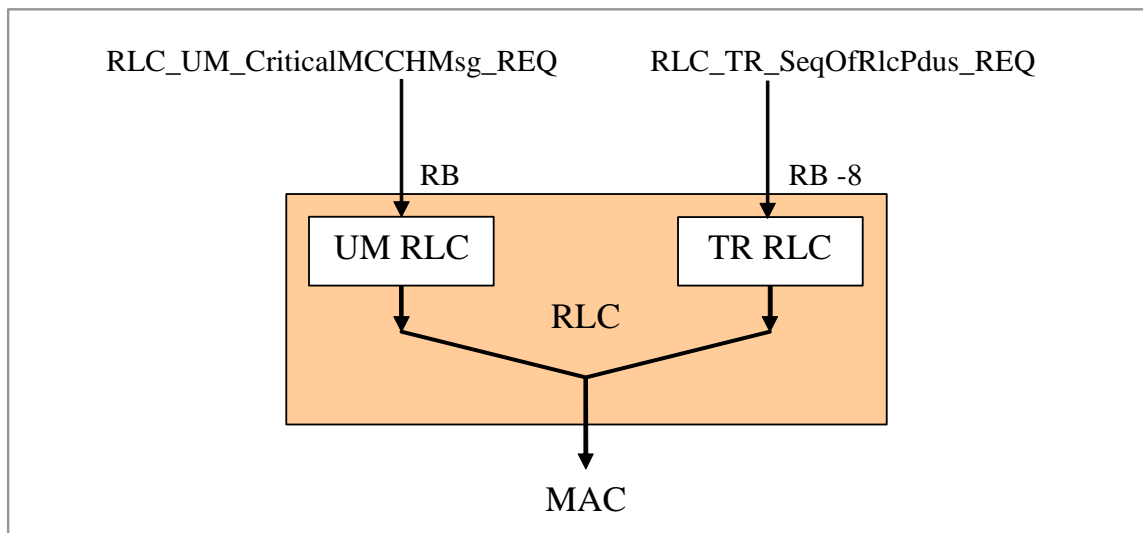 RLC_UM_CriticalMCCHMsg_REQ RLC_TR_SeqOfRlcPdus_REQ
RB RB -8
UM RLC TR RLC
RLC
MAC